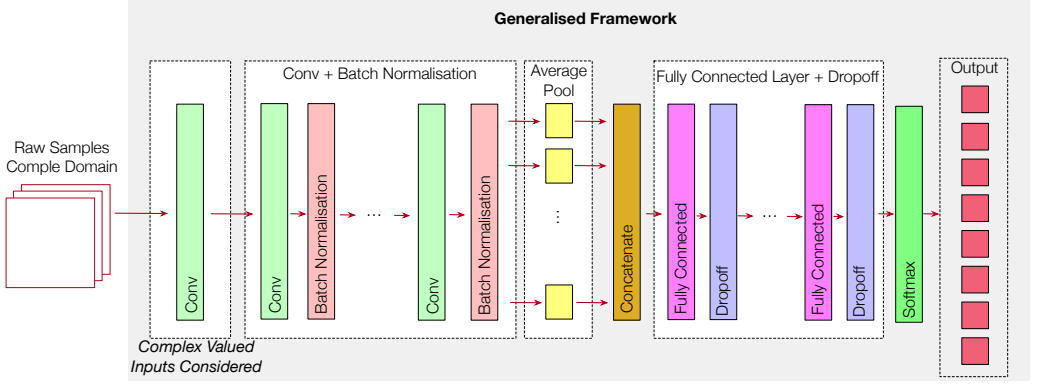 Generalised Framework
Conv + Batch Normalisation
Average
Pool
Fully Connected Layer + Dropoff
Output
Raw Samples
Comple Domain
Conv
Conv
Batch Normalisation
...
Conv
Batch Normalisation
...
Concatenate
Fully Connected
Dropoff
...
Fully Connected
Dropoff
Softmax
Complex Valued
Inputs Considered